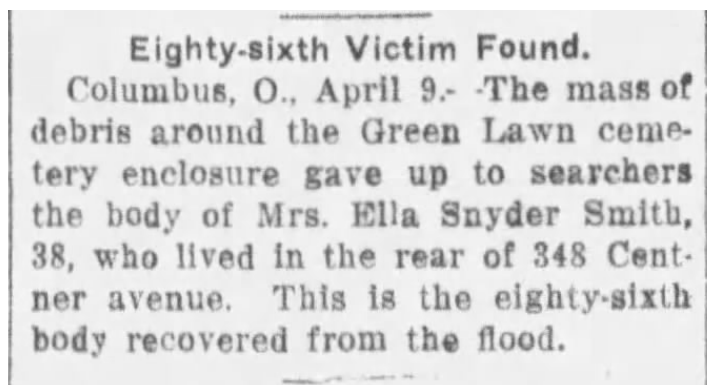 Eighty-sixth Victim Found.
Columbus, O., April 9.- -The mass of
debris around the Green Lawn ceme-
tery enclosure gave up to searchers
the body of Mrs. Ella Snyder Smith,
38, who lived in the rear of 348 Cent-
ner avenue. This is the eighty-sixth
body recovered from the flood.